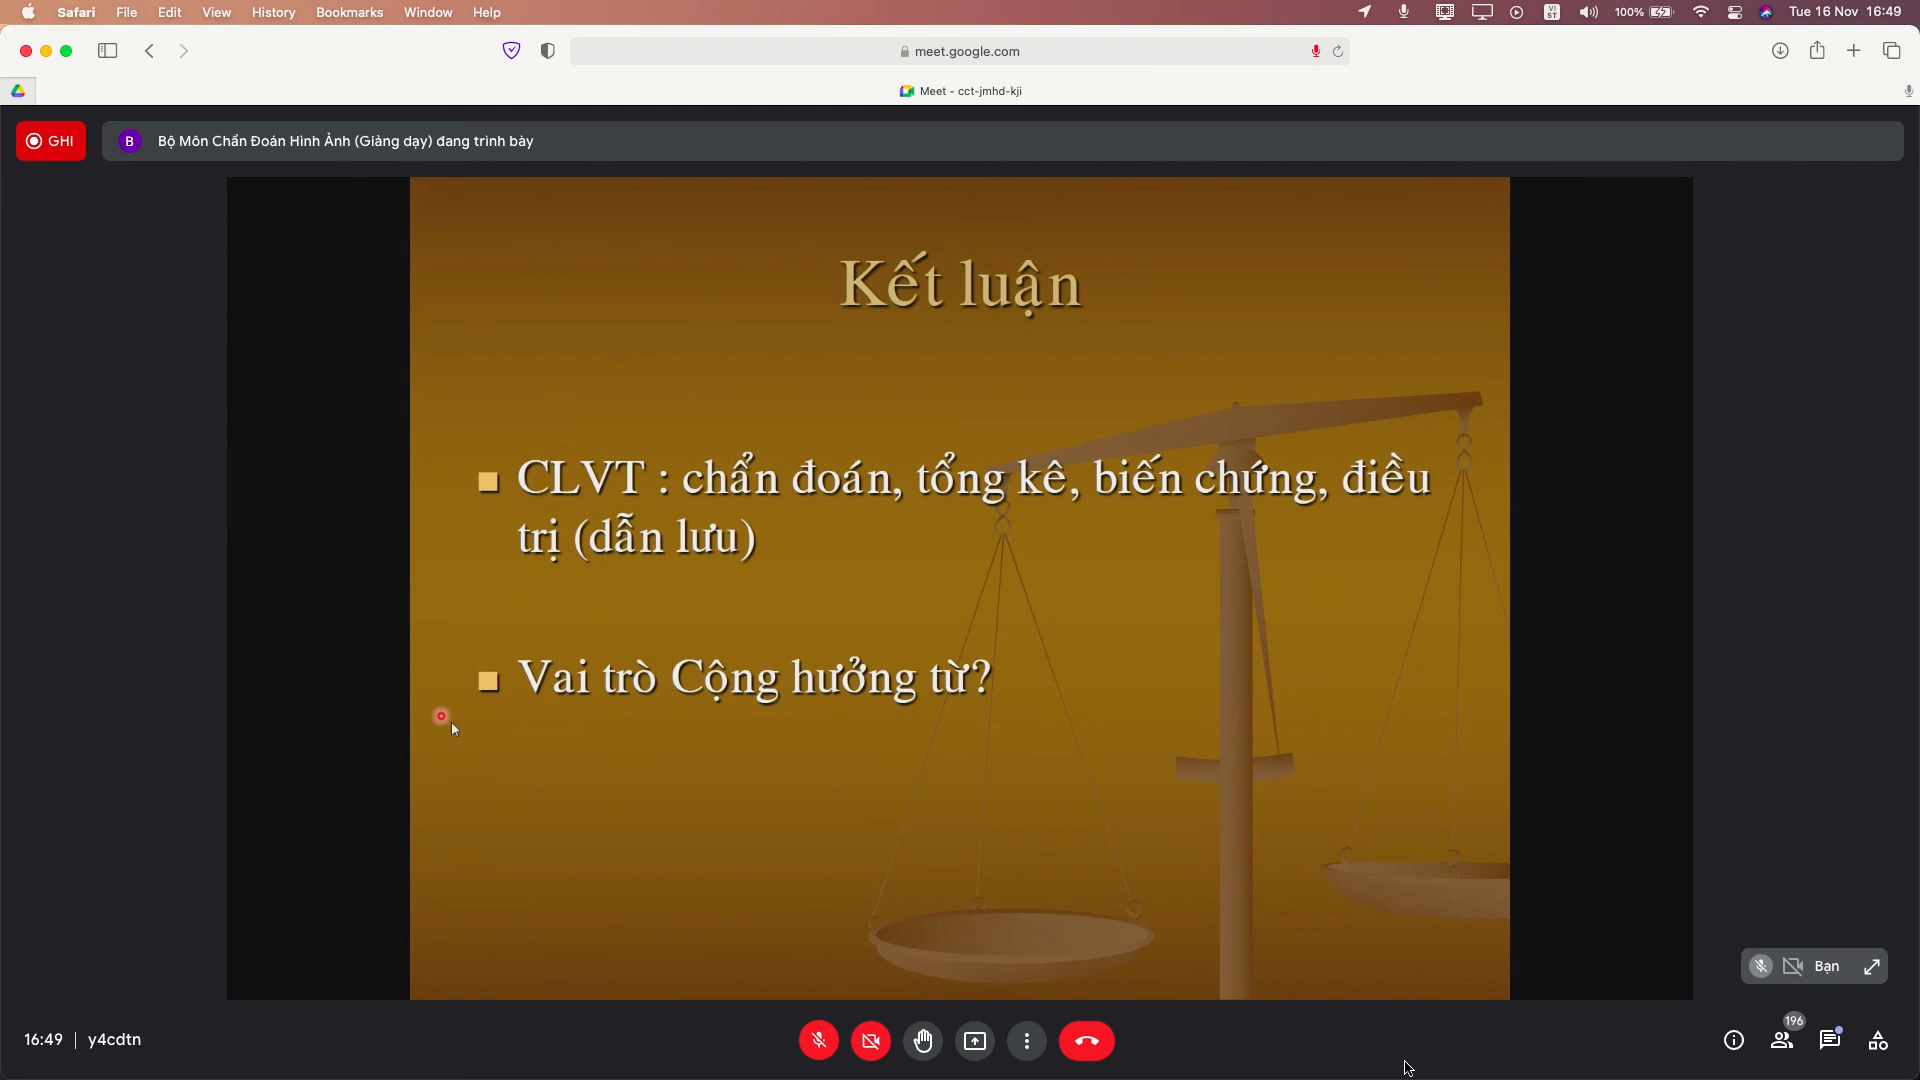 Safari File Edit View History Bookmarks Window Help VI ST 100% Tue 16 Nov 16:49
meet.google.com
Meet - cct-jmhd-kji
GHI B Bộ Môn Chẩn Đoán Hình Ảnh (Giảng dạy) đang trình bày
Kết luận
CLVT : chẩn đoán, tổng kê, biến chứng, điều
trị (dẫn lưu)
Vai trò Cộng hưởng từ?
Bạn
16:49 | y4cdtn
196